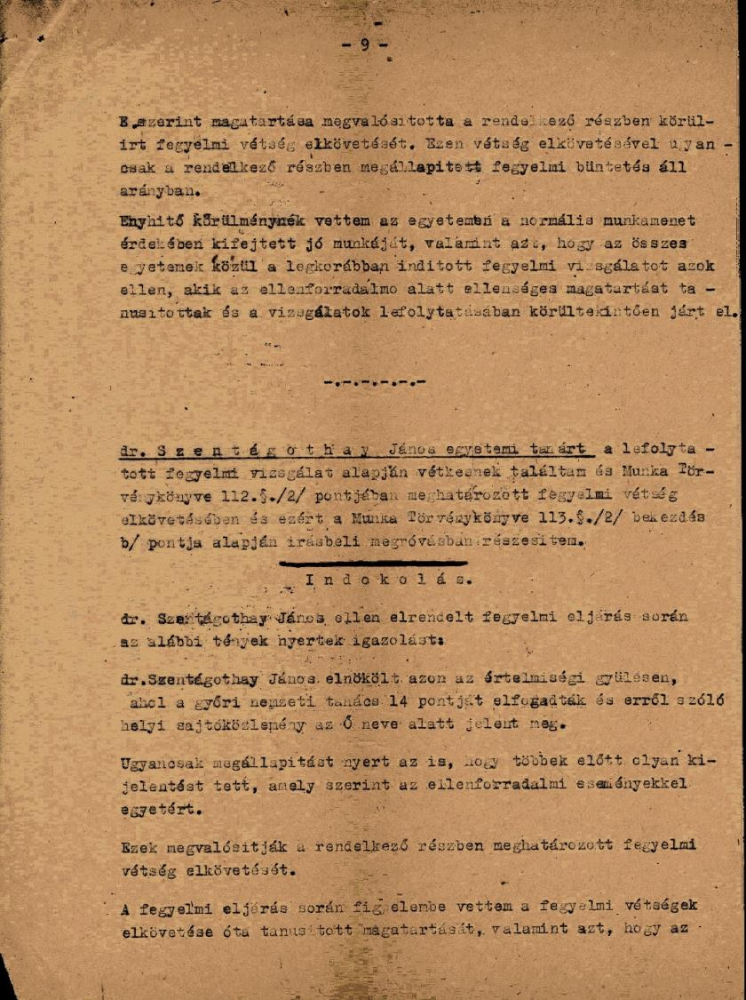 - 9 -
E szerint magatartása megvalósitotta a rendelkező részben körül-
irt fegyelmi vétség elkövetését. Ezen vétség elkövetésével ugyan -
csak a rendelkező részben megállapitett fegyelmi büntetés áll
arányban.
Enyhitő körülménynek vettem az egyetemen a normális munkamenet
érdekében kifejtett jó munkáját, valamint azt, hogy az összes
egyetemek közül a legkorábban inditott fegyelmi vizsgálatot azok
ellen, akik az ellenforradalmo alatt ellenséges magatartást ta -
nusitottak és a vizsgálatok lefolytatásában körültekintően járt el.
-.-.-.-.-.-
dr. S z e n t á g o t h a y János egyetemi tanárt a lefolyta -
tott fegyelmi vizsgálat alapján vétkesnek találtam és Munka Tör-
vénykönyve 112.§./2/ pontjában meghatározott fegyelmi vétség
elkövetésében és ezért a Munka Törvénykönyve 113.§./2/ bekezdés
b/ pontja alapján irásbeli megróvásban részesitem.
I n d o k o l á s.
dr. Szentágothay János ellen elrendelt fegyelmi eljárás során
az alábbi tények nyertek igazolást:
dr.Szentágothay János elnökölt azon az értelmiségi gyülésen,
ahol a győri nemzeti tanács 14 pontját elfogadták és erről szóló
helyi sajtóközlemény az Ő neve alatt jelent meg.
Ugyancsak megállapitást nyert az is, hogy többek előtt olyan ki-
jelentést tett, amely szerint az ellenforradalmi eseményekkel
egyetért.
Ezek megvalósitják a rendelkező részben meghatározott fegyelmi
vétség elkövetését.
A fegyelmi eljárás során figyelembe vettem a fegyelmi vétségek
elkövetése óta tanusitott magatartását, valamint azt, hogy az